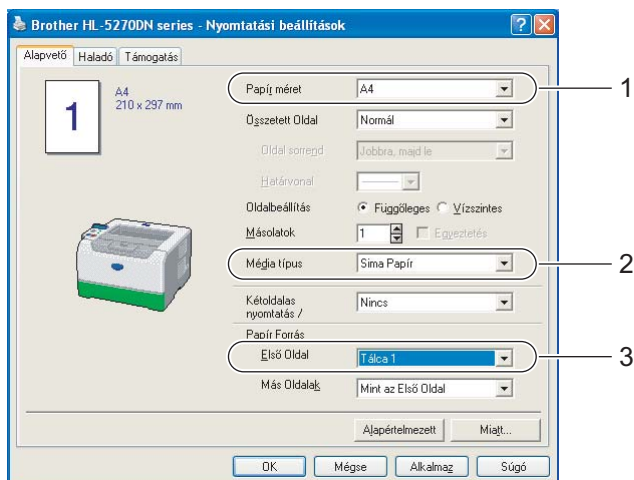 Brother HL-5270DN series - Nyomtatási beállítások
Alapvető Haladó Támogatás
1
A4
210 x 297 mm
Papír méret A4 1
Összetett Oldal Normál
Oldal sorrend Jobbra, majd le
Határvonal
Oldalbeállítás Függőleges Vízszintes
Másolatok 1 Egyeztetés
Média típus Sima Papír 2
Kétoldalas
nyomtatás / Nincs
Papír Forrás
Első Oldal Tálca 1 3
Más Oldalak Mint az Első Oldal
Alapértelmezett Miatt...
OK Mégse Alkalmaz Súgó